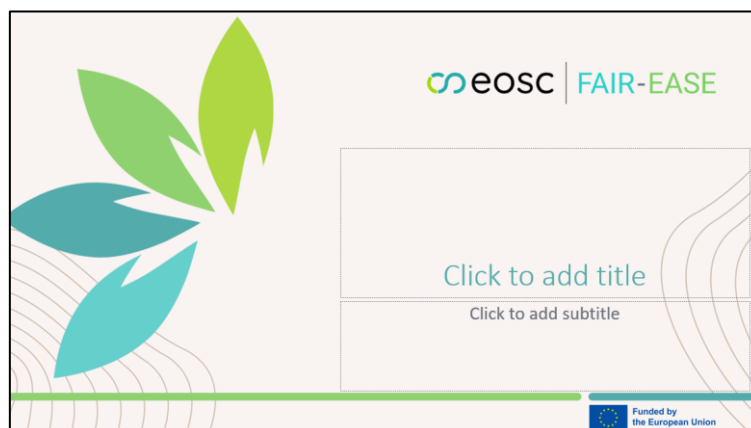 eosc | FAIR-EASE
Click to add title
Click to add subtitle
Funded by
the European Union